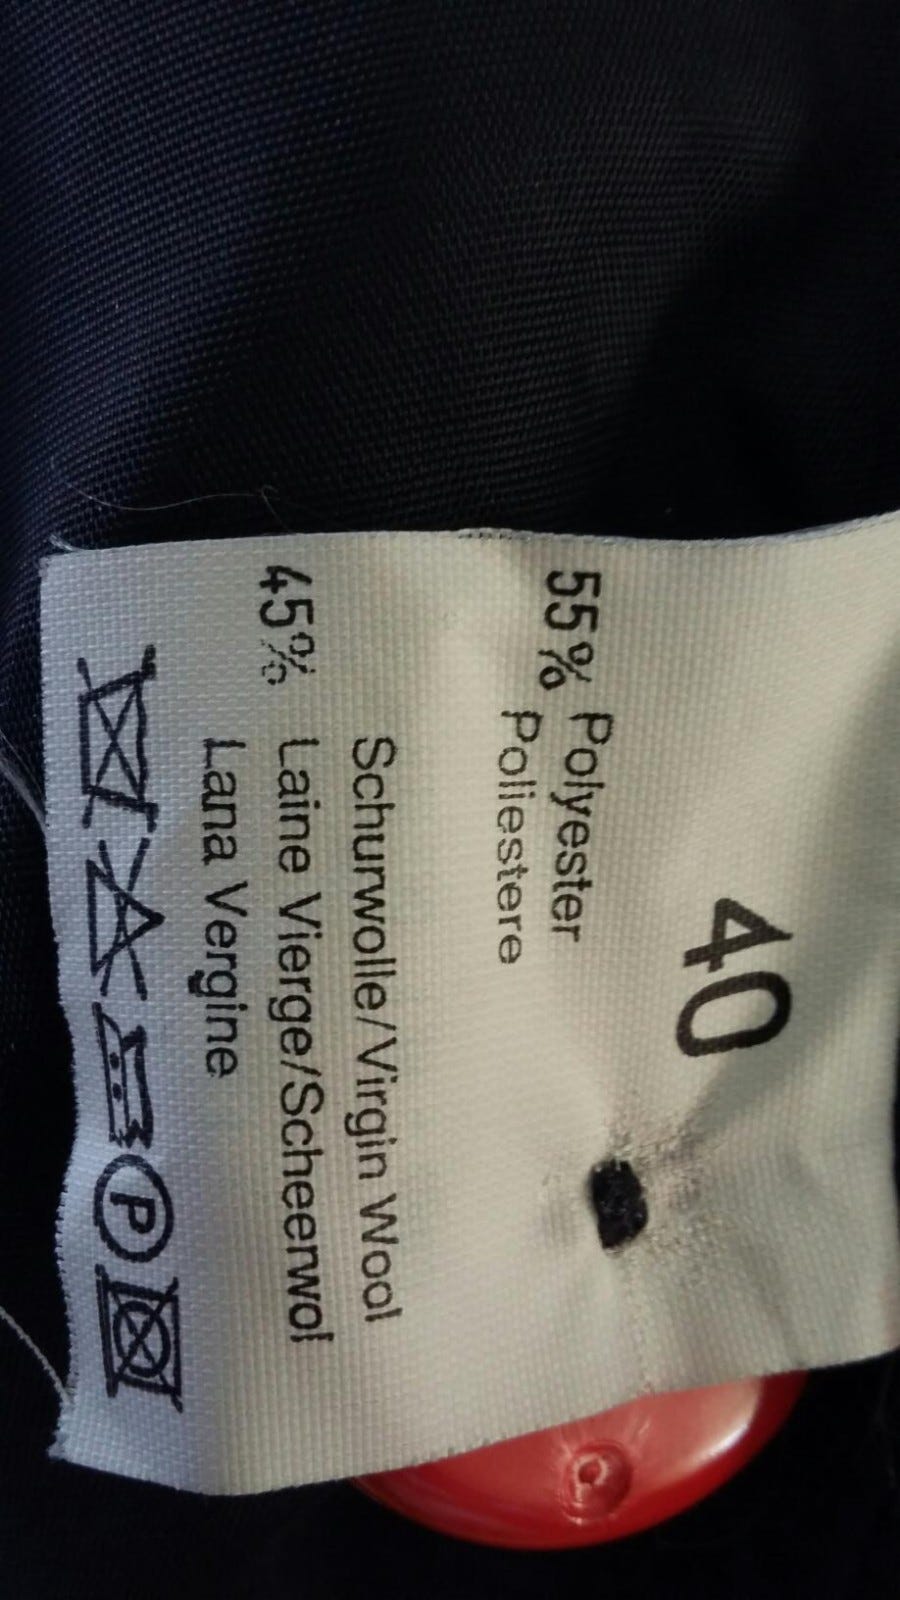 40
55% Polyester
Poliestere
Schurwolle/Virgin Wool
45% Laine Vierge/Scheerwol
Lana Vergine
P